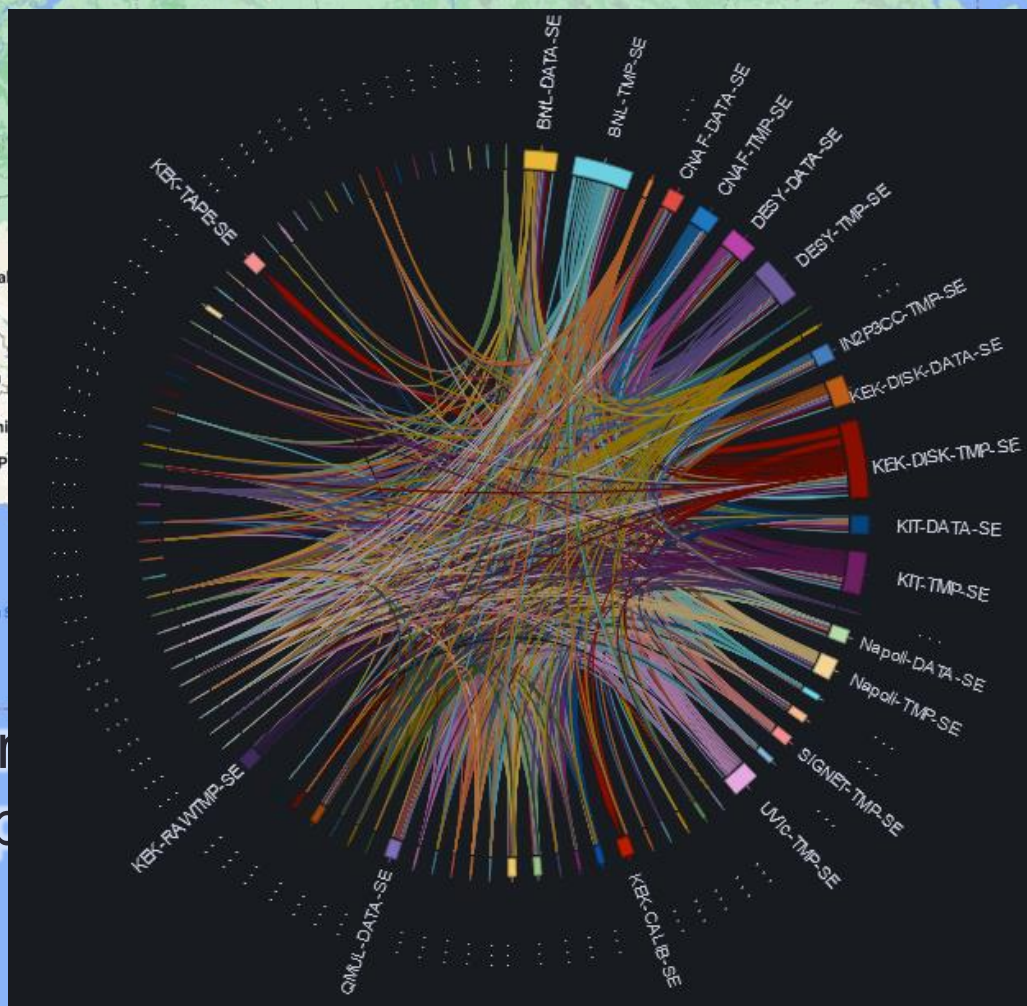 BNL-DATA-SE
BNL-TMP-SE
CNAF-DATA-SE
CNAF-TMP-SE
DESY-DATA-SE
DESY-TMP-SE
IN2P3CC-TMP-SE
KEK-DISK-DATA-SE
KEK-DISK-TMP-SE
KIT-DATA-SE
KIT-TMP-SE
Napoli-DATA-SE
Napoli-TMP-SE
SIGNET-TMP-SE
UVic-TMP-SE
KEK-CALIB-SE
QMUL-DATA-SE
KEK-RAWTMP-SE
KEK-TAPE-SE